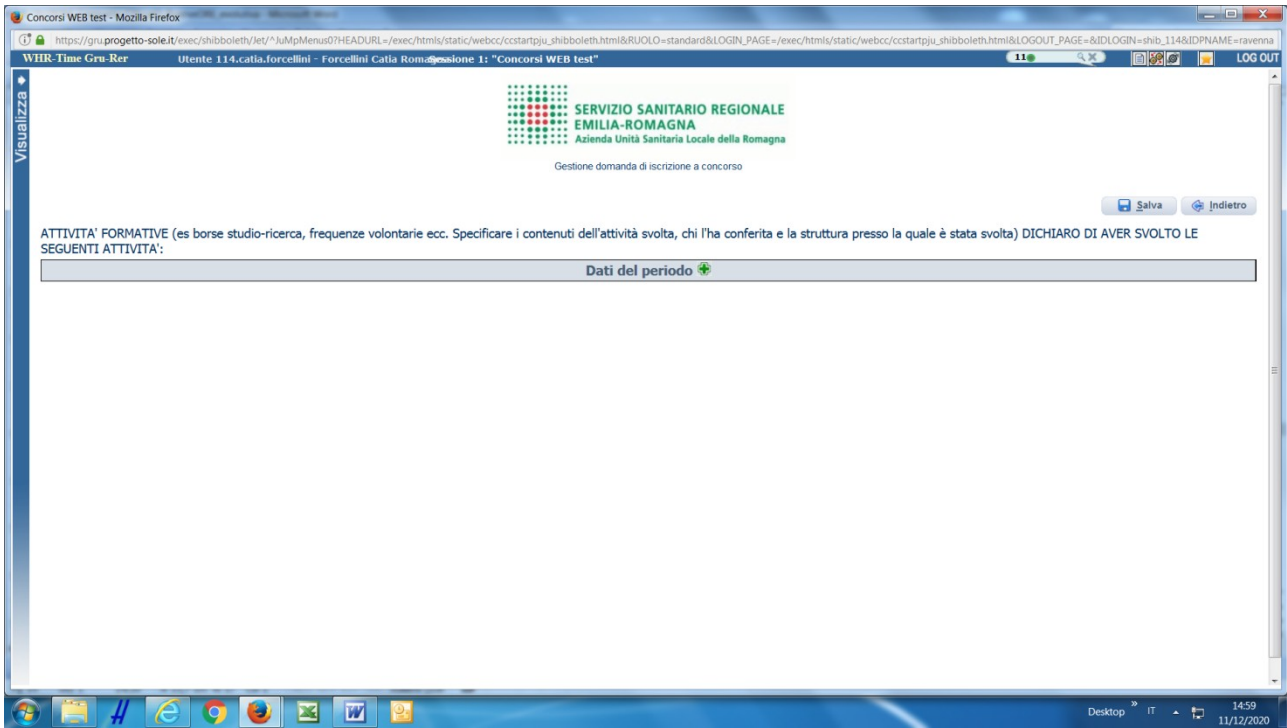 Concorsi WEB test - Mozilla Firefox
https://gru.progetto-sole.it/exec/shibboleth/Jet/^JuMpMenus0?HEADURL=/exec/htmls/static/webcc/ccstartpju_shibboleth.html&RUOLO=standard&LOGIN_PAGE=/exec/htmls/static/webcc/ccstartpju_shibboleth.html&LOGOUT_PAGE=&IDLOGIN=shib_114&IDPNAME=ravenna
WHR-Time Gru-Rer Utente 114.catia.forcellini - Forcellini Catia Sessione 1: "Concorsi WEB test" 11 LOG OUT
Visualizza
SERVIZIO SANITARIO REGIONALE
EMILIA-ROMAGNA
Azienda Unità Sanitaria Locale della Romagna
Gestione domanda di iscrizione a concorso
Salva Indietro
ATTIVITA' FORMATIVE (es borse studio-ricerca, frequenze volontarie ecc. Specificare i contenuti dell'attività svolta, chi l'ha conferita e la struttura presso la quale è stata svolta) DICHIARO DI AVER SVOLTO LE
SEGUENTI ATTIVITA':
Dati del periodo
Desktop » IT 14:59
11/12/2020